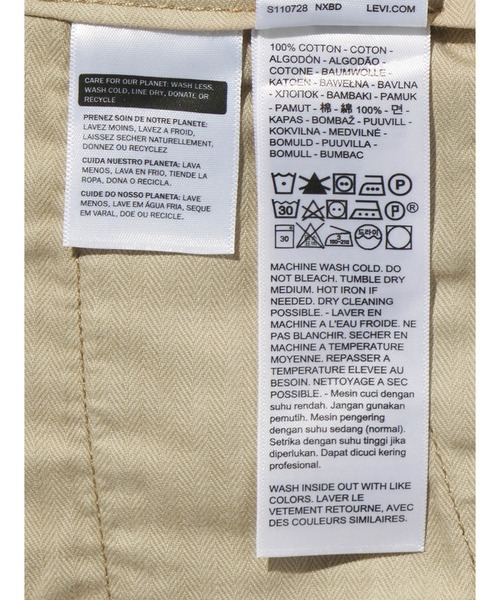 CARE FOR OUR PLANET: WASH LESS,
WASH COLD, LINE DRY, DONATE OR
RECYCLE
PRENEZ SOIN DE NOTRE PLANETE:
LAVEZ MOINS, LAVEZ A FROID,
LAISSEZ SECHER NATURELLEMENT,
DONNEZ OU RECYCLEZ
CUIDA NUESTRO PLANETA: LAVA
MENOS, LAVA EN FRIO, TIENDE LA
ROPA, DONA O RECICLA.
CUIDE DO NOSSO PLANETA: LAVE
MENOS, LAVE EM ÁGUA FRIA, SEQUE
EM VARAL, DOE OU RECICLE.
S110728 NXBD LEVI.COM
100% COTTON - COTON -
ALGODÓN - ALGODÃO -
COTONE - BAUMWOLLE -
KATOEN - BAWEŁNA - BAVLNA
- ХЛОПОК - BAMBAKI - PAMUK
- PAMUT - 棉 - 綿 100% - 면 -
KAPAS - BOMBAŽ - PUUVILL -
KOKVILNA - MEDVILNĖ -
BOMULD - PUUVILLA -
BOMULL - BUMBAC
P
30 P®
30 180-210 드라이
MACHINE WASH COLD. DO
NOT BLEACH. TUMBLE DRY
MEDIUM. HOT IRON IF
NEEDED. DRY CLEANING
POSSIBLE. - LAVER EN
MACHINE A L'EAU FROIDE. NE
PAS BLANCHIR. SECHER EN
MACHINE A TEMPERATURE
MOYENNE. REPASSER A
TEMPERATURE ELEVEE AU
BESOIN. NETTOYAGE A SEC
POSSIBLE. - Mesin cuci dengan
suhu rendah. Jangan gunakan
pemutih. Mesin pengering
dengan suhu sedang (normal).
Setrika dengan suhu tinggi jika
diperlukan. Dapat dicuci kering
profesional.
WASH INSIDE OUT WITH LIKE
COLORS. LAVER LE
VETEMENT RETOURNE, AVEC
DES COULEURS SIMILAIRES.